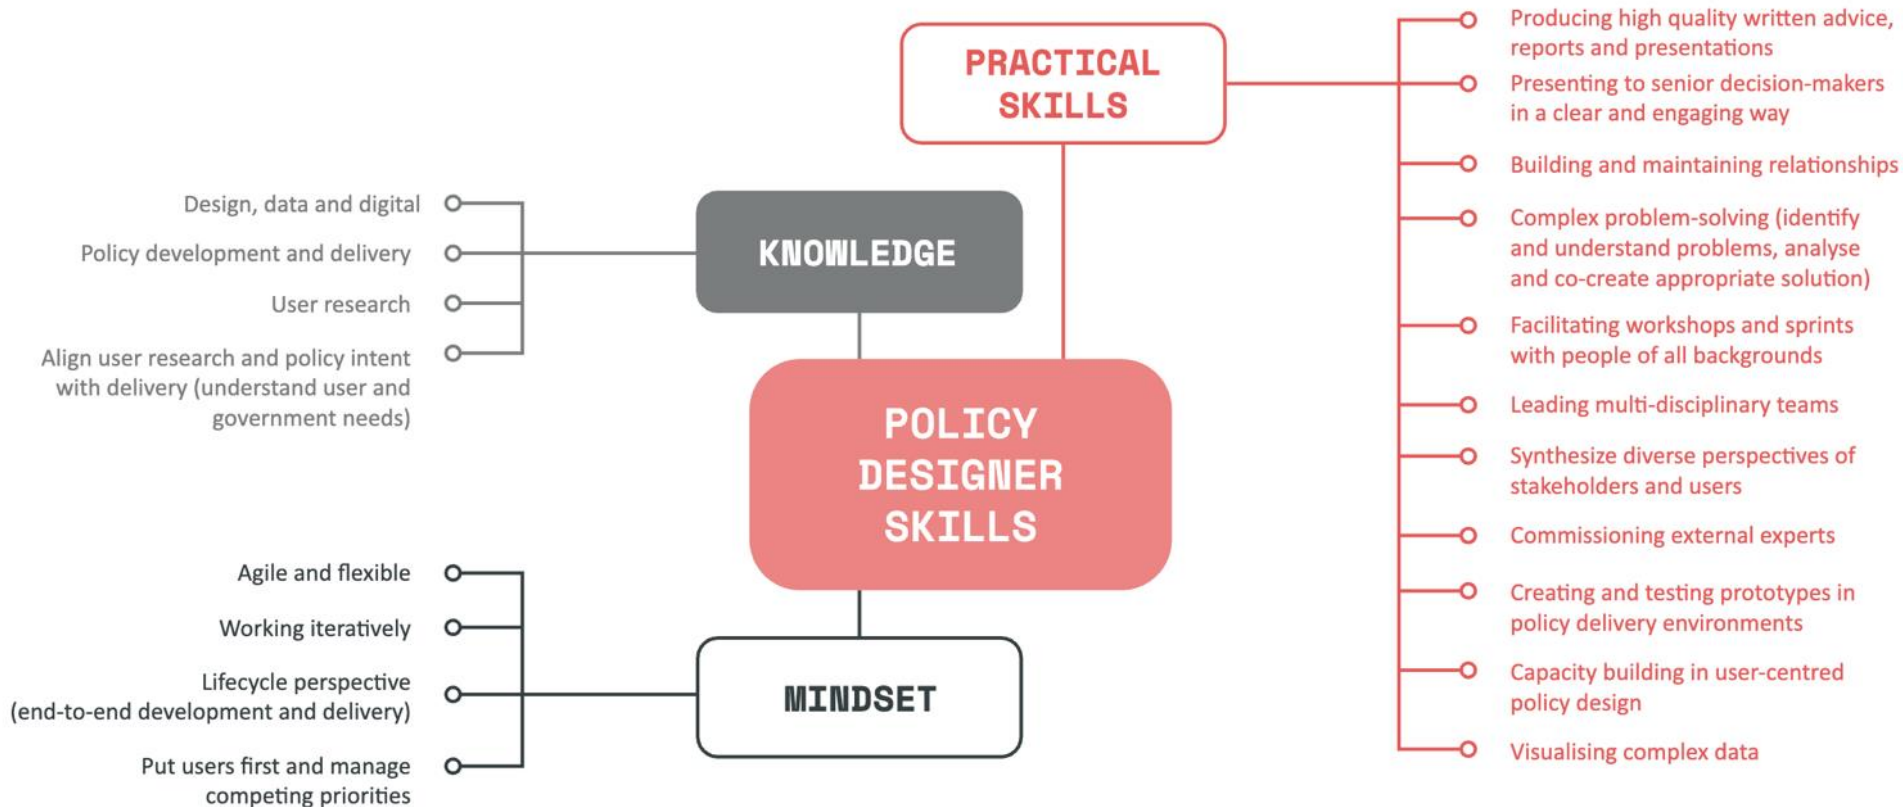 PRACTICAL
SKILLS
Producing high quality written advice,
reports and presentations
Presenting to senior decision-makers
in a clear and engaging way
Building and maintaining relationships
Complex problem-solving (identify
and understand problems, analyse
and co-create appropriate solution)
Facilitating workshops and sprints
with people of all backgrounds
Leading multi-disciplinary teams
Synthesize diverse perspectives of
stakeholders and users
Commissioning external experts
Creating and testing prototypes in
policy delivery environments
Capacity building in user-centred
policy design
Visualising complex data
KNOWLEDGE
Design, data and digital
Policy development and delivery
User research
Align user research and policy intent
with delivery (understand user and
government needs)
POLICY
DESIGNER
SKILLS
MINDSET
Agile and flexible
Working iteratively
Lifecycle perspective
(end-to-end development and delivery)
Put users first and manage
competing priorities